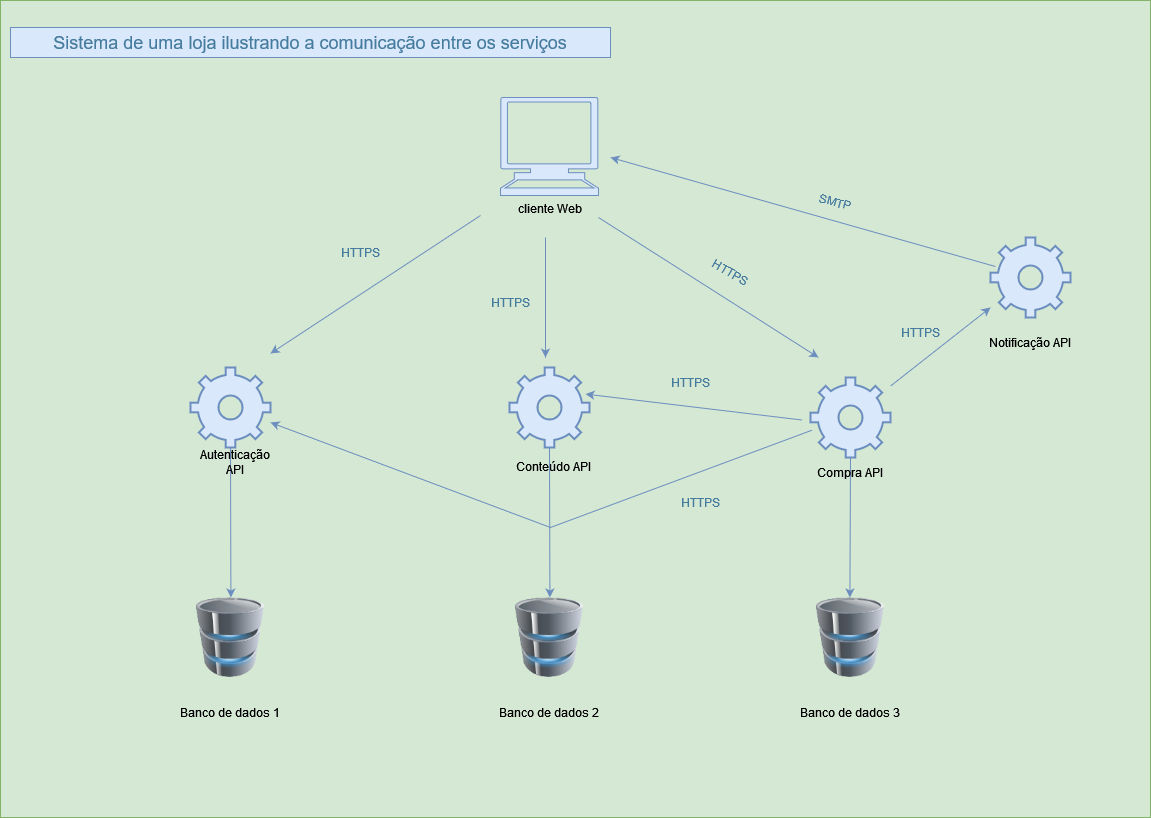 Sistema de uma loja ilustrando a comunicação entre os serviços
cliente Web
SMTP
HTTPS
HTTPS
HTTPS
HTTPS
Notificação API
HTTPS
Autenticação
API
Conteúdo API
Compra API
HTTPS
Banco de dados 1
Banco de dados 2
Banco de dados 3